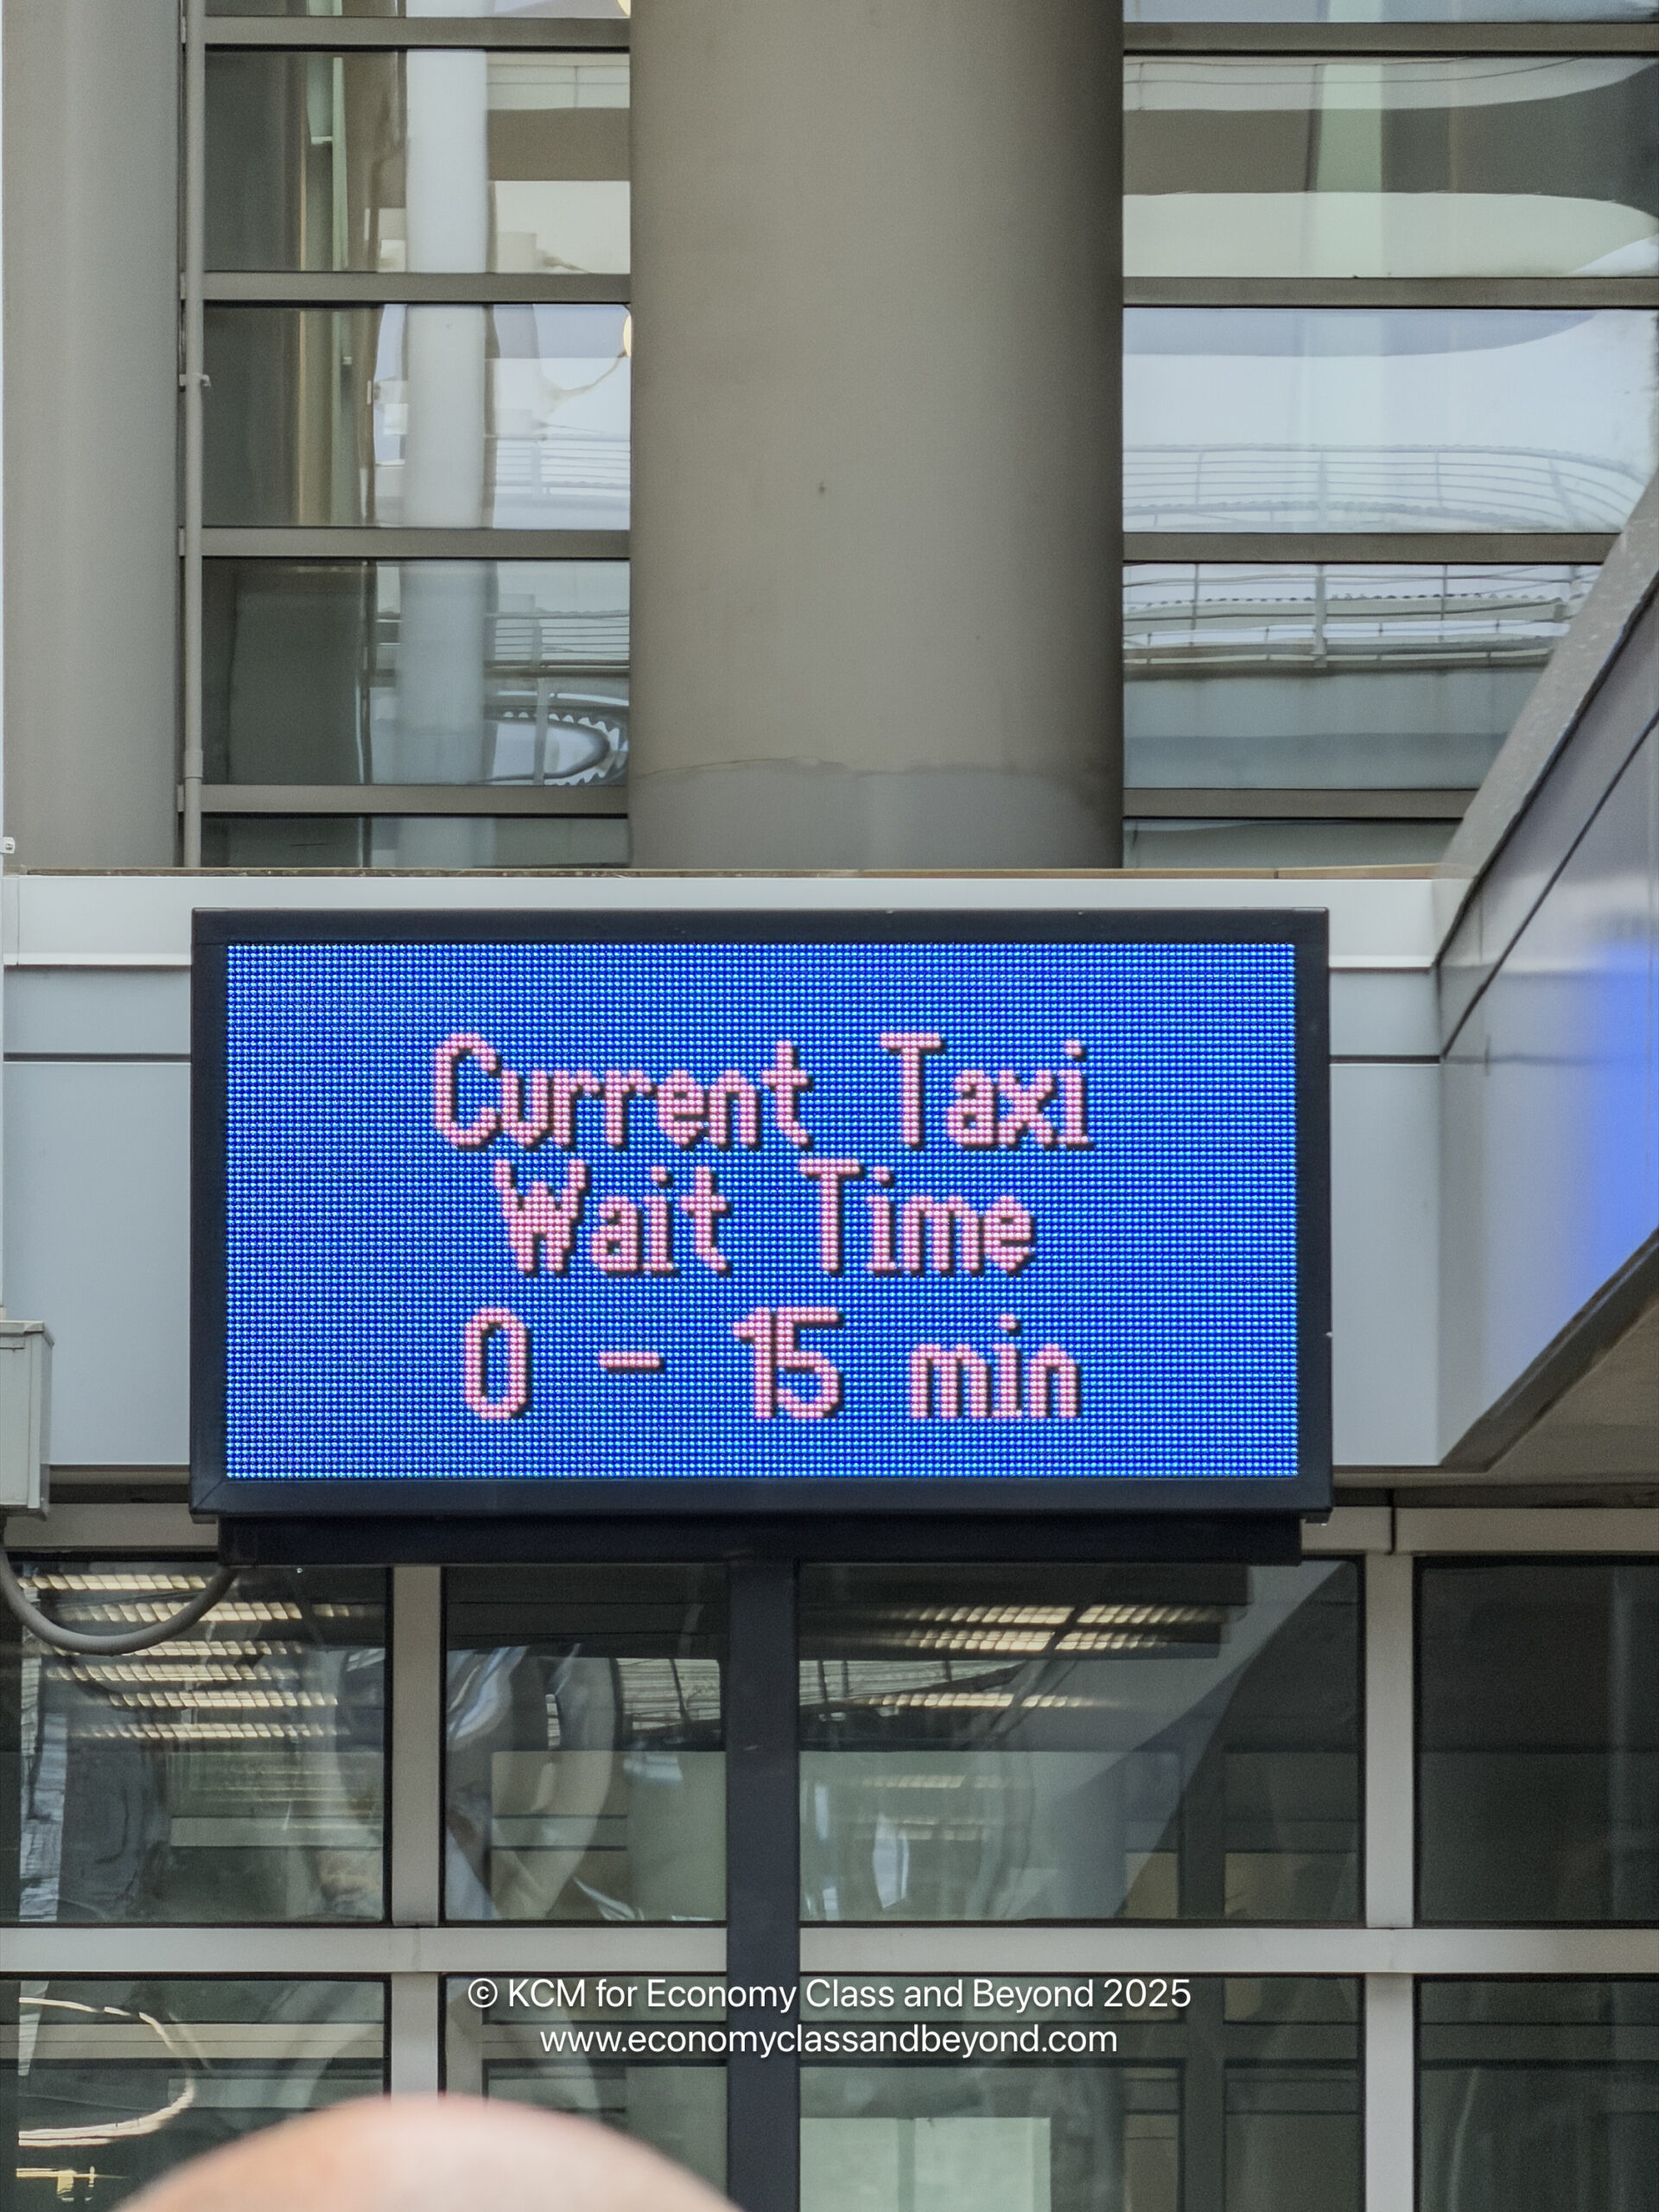 Current Taxi
Wait Time
0 - 15 min
© KCM for Economy Class and Beyond 2025
www.economyclassandbeyond.com